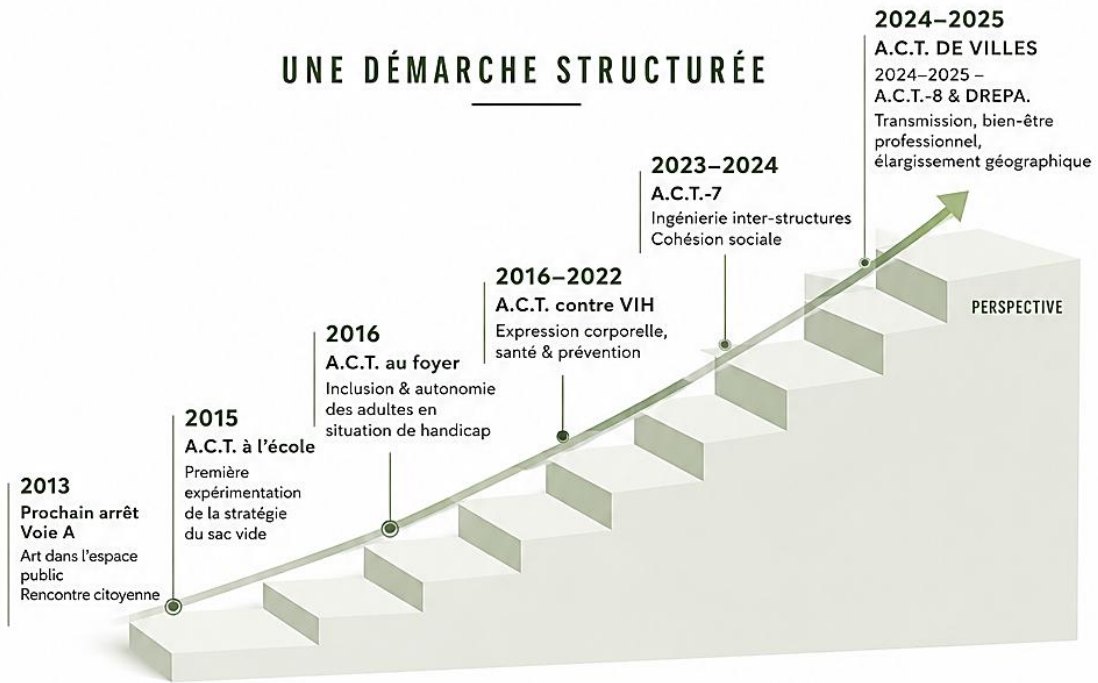 UNE DÉMARCHE STRUCTURÉE
2013
Prochain arrêt
Voie A
Art dans l'espace
public
Rencontre citoyenne
2015
A.C.T. à l'école
Première
expérimentation
de la stratégie
du sac vide
2016
A.C.T. au foyer
Inclusion & autonomie
des adultes en
situation de handicap
2016–2022
A.C.T. contre VIH
Expression corporelle,
santé & prévention
2023–2024
A.C.T.-7
Ingénierie inter-structures
Cohésion sociale
2024–2025
A.C.T. DE VILLES
2024–2025 –
A.C.T.-8 & DREPA.
Transmission, bien-être
professionnel,
élargissement géographique
PERSPECTIVE